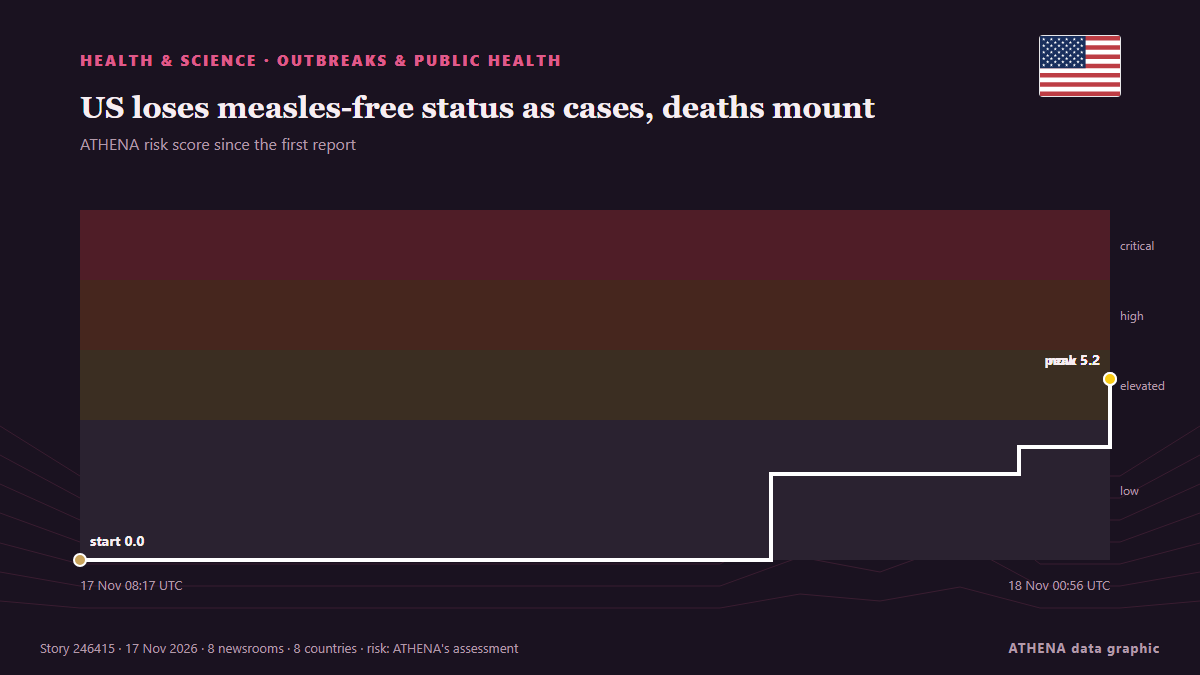 HEALTH & SCIENCE · OUTBREAKS & PUBLIC HEALTH
US loses measles-free status as cases, deaths mount
ATHENA risk score since the first report
critical
high
peak 5.2
elevated
low
start 0.0
17 Nov 08:17 UTC
18 Nov 00:56 UTC
Story 246415 · 17 Nov 2026 · 8 newsrooms · 8 countries · risk: ATHENA's assessment
ATHENA data graphic